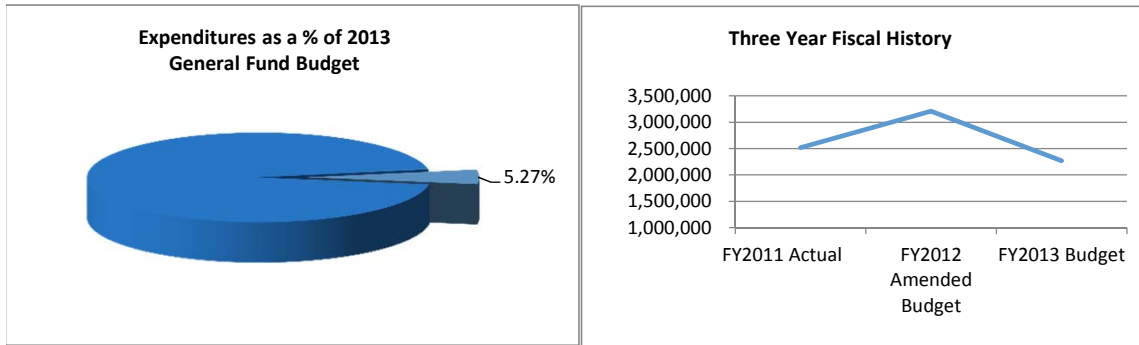 Expenditures as a % of 2013
General Fund Budget
5.27%
Three Year Fiscal History
3,500,000
3,000,000
2,500,000
2,000,000
1,500,000
1,000,000
FY2011 Actual
FY2012
Amended
Budget
FY2013 Budget